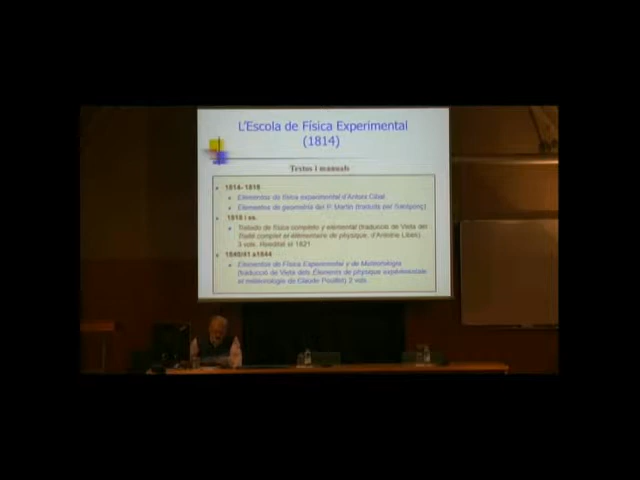 L'Escola de Física Experimental
(1814)
Textos i manuals
1814-1818
Elementos de física experimental d'Antoni Cibat
Elementos de geometría del P. Martin (traduïts per Santponç)
1818 i ss.
Tratado de física completo y elemental (traducció de Vieta del
Traité complet et élémentaire de physique, d'Antoine Libes)
3 vols. Reeditat el 1821
1840/41 a 1844
Elementos de Física Experimental y de Meteorología
(traducció de Vieta dels Éléments de physique expérimentale
et météorologie de Claude Pouillet) 2 vols.